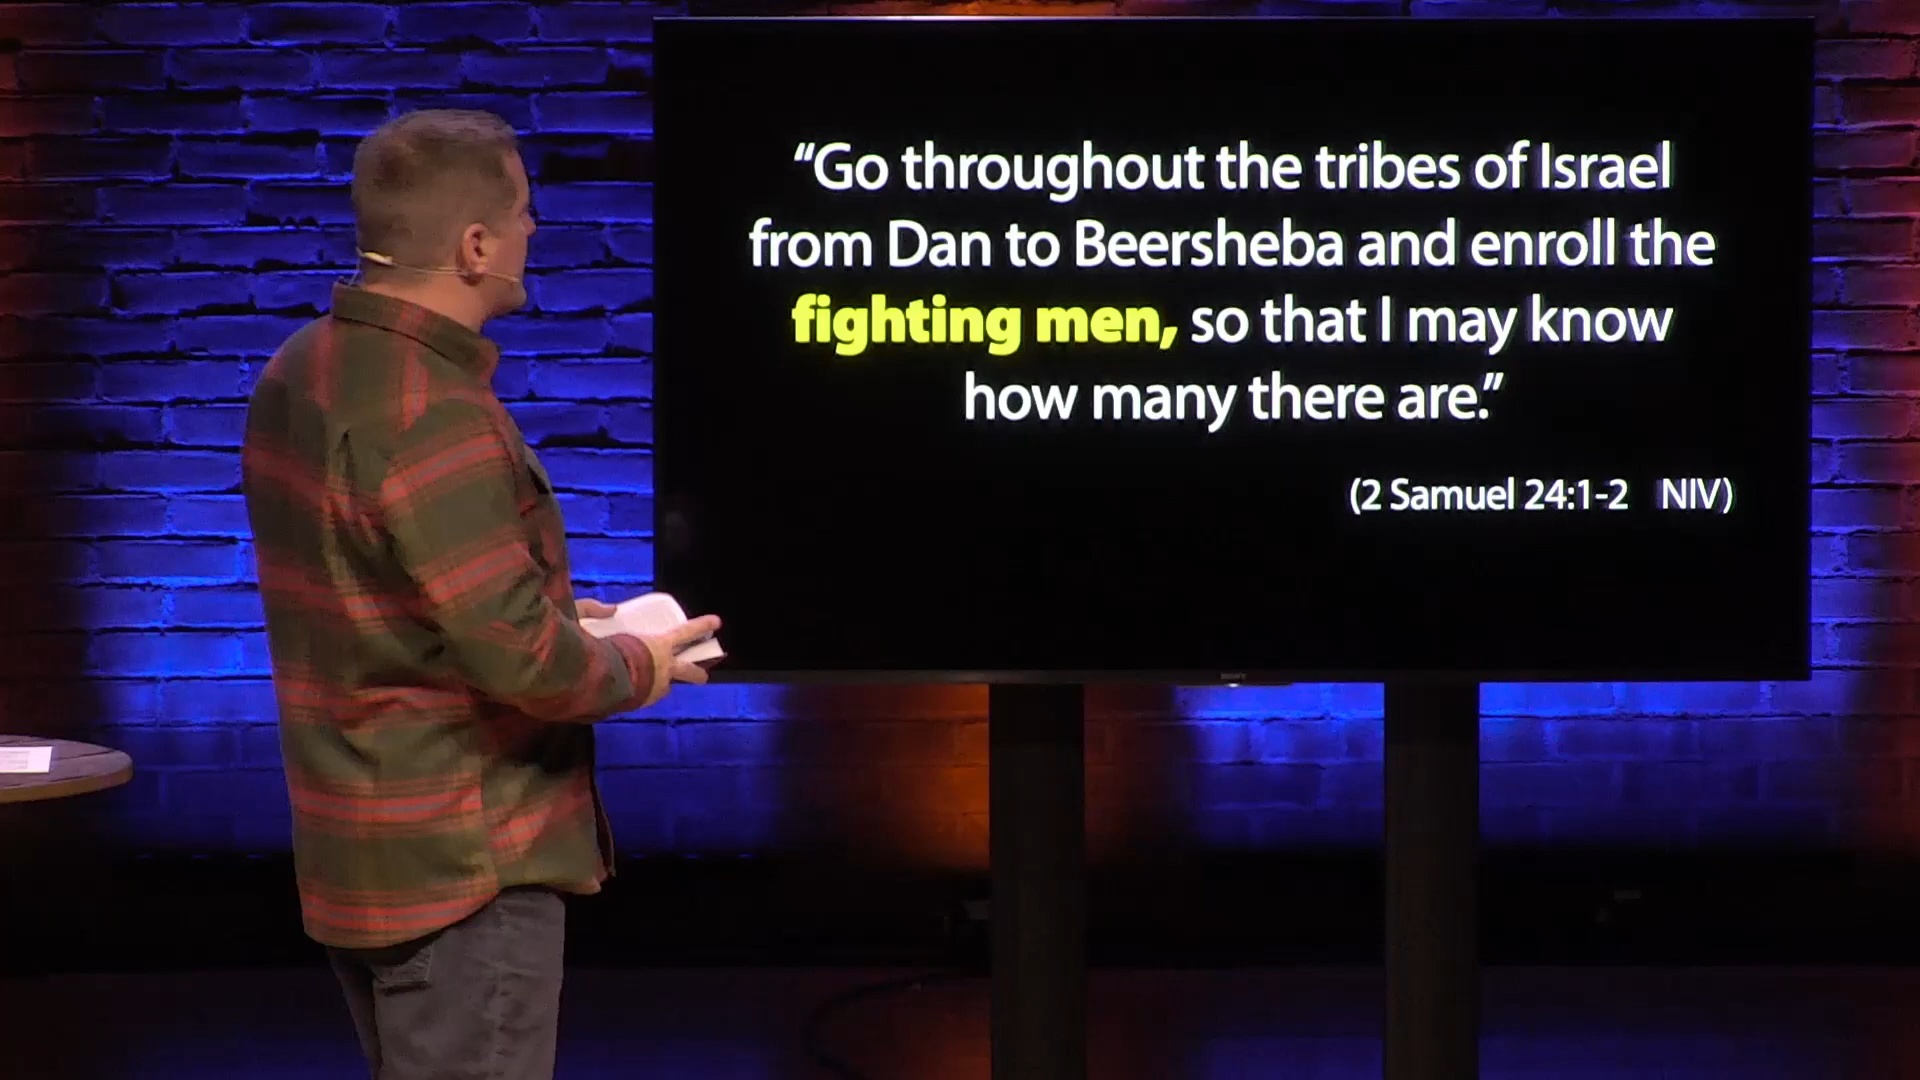 “Go throughout the tribes of Israel
from Dan to Beersheba and enroll the
fighting men, so that I may know
how many there are.”
(2 Samuel 24:1-2 NIV)
SONY